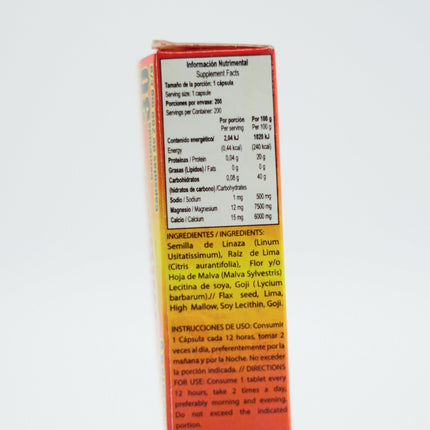 Información Nutrimental
Supplement Facts
Tamaño de la porción: 1 cápsula
Serving size: 1 capsule
Porciones por envase: 200
Servings per Container: 200
Por porción Por 100 g
Per serving Per 100 g
Contenido energético/ 2,04 kJ 1020 kJ
Energy (0,44 kcal) (240 kcal)
Proteínas / Protein 0,04 g 20 g
Grasas (Lípidos) / Fats 0 g 0 g
Carbohidratos 0,08 g 40 g
(hidratos de carbono) /Carbohydrates
Sodio / Sodium 1 mg 500 mg
Magnesio / Magnesium 12 mg 7500 mg
Calcio / Calcium 15 mg 6000 mg
INGREDIENTES / INGREDIENTS:
Semilla de Linaza (Linum
Usitatissimum), Raíz de Lima
(Citris aurantifolia), Flor y/o
Hoja de Malva (Malva Sylvestris)
Lecitina de soya, Goji ( Lycium
barbarum).// Flax seed, Lima,
High Mallow, Soy Lecithin, Goji.
INSTRUCCIONES DE USO: Consumir
1 Cápsula cada 12 horas, tomar 2
veces al día, preferentemente por la
mañana y por la Noche. No exceder
la porción indicada. // DIRECTIONS
FOR USE: Consume 1 tablet every
12 hours, take 2 times a day,
preferably morning and evening.
Do not exceed the indicated
portion.